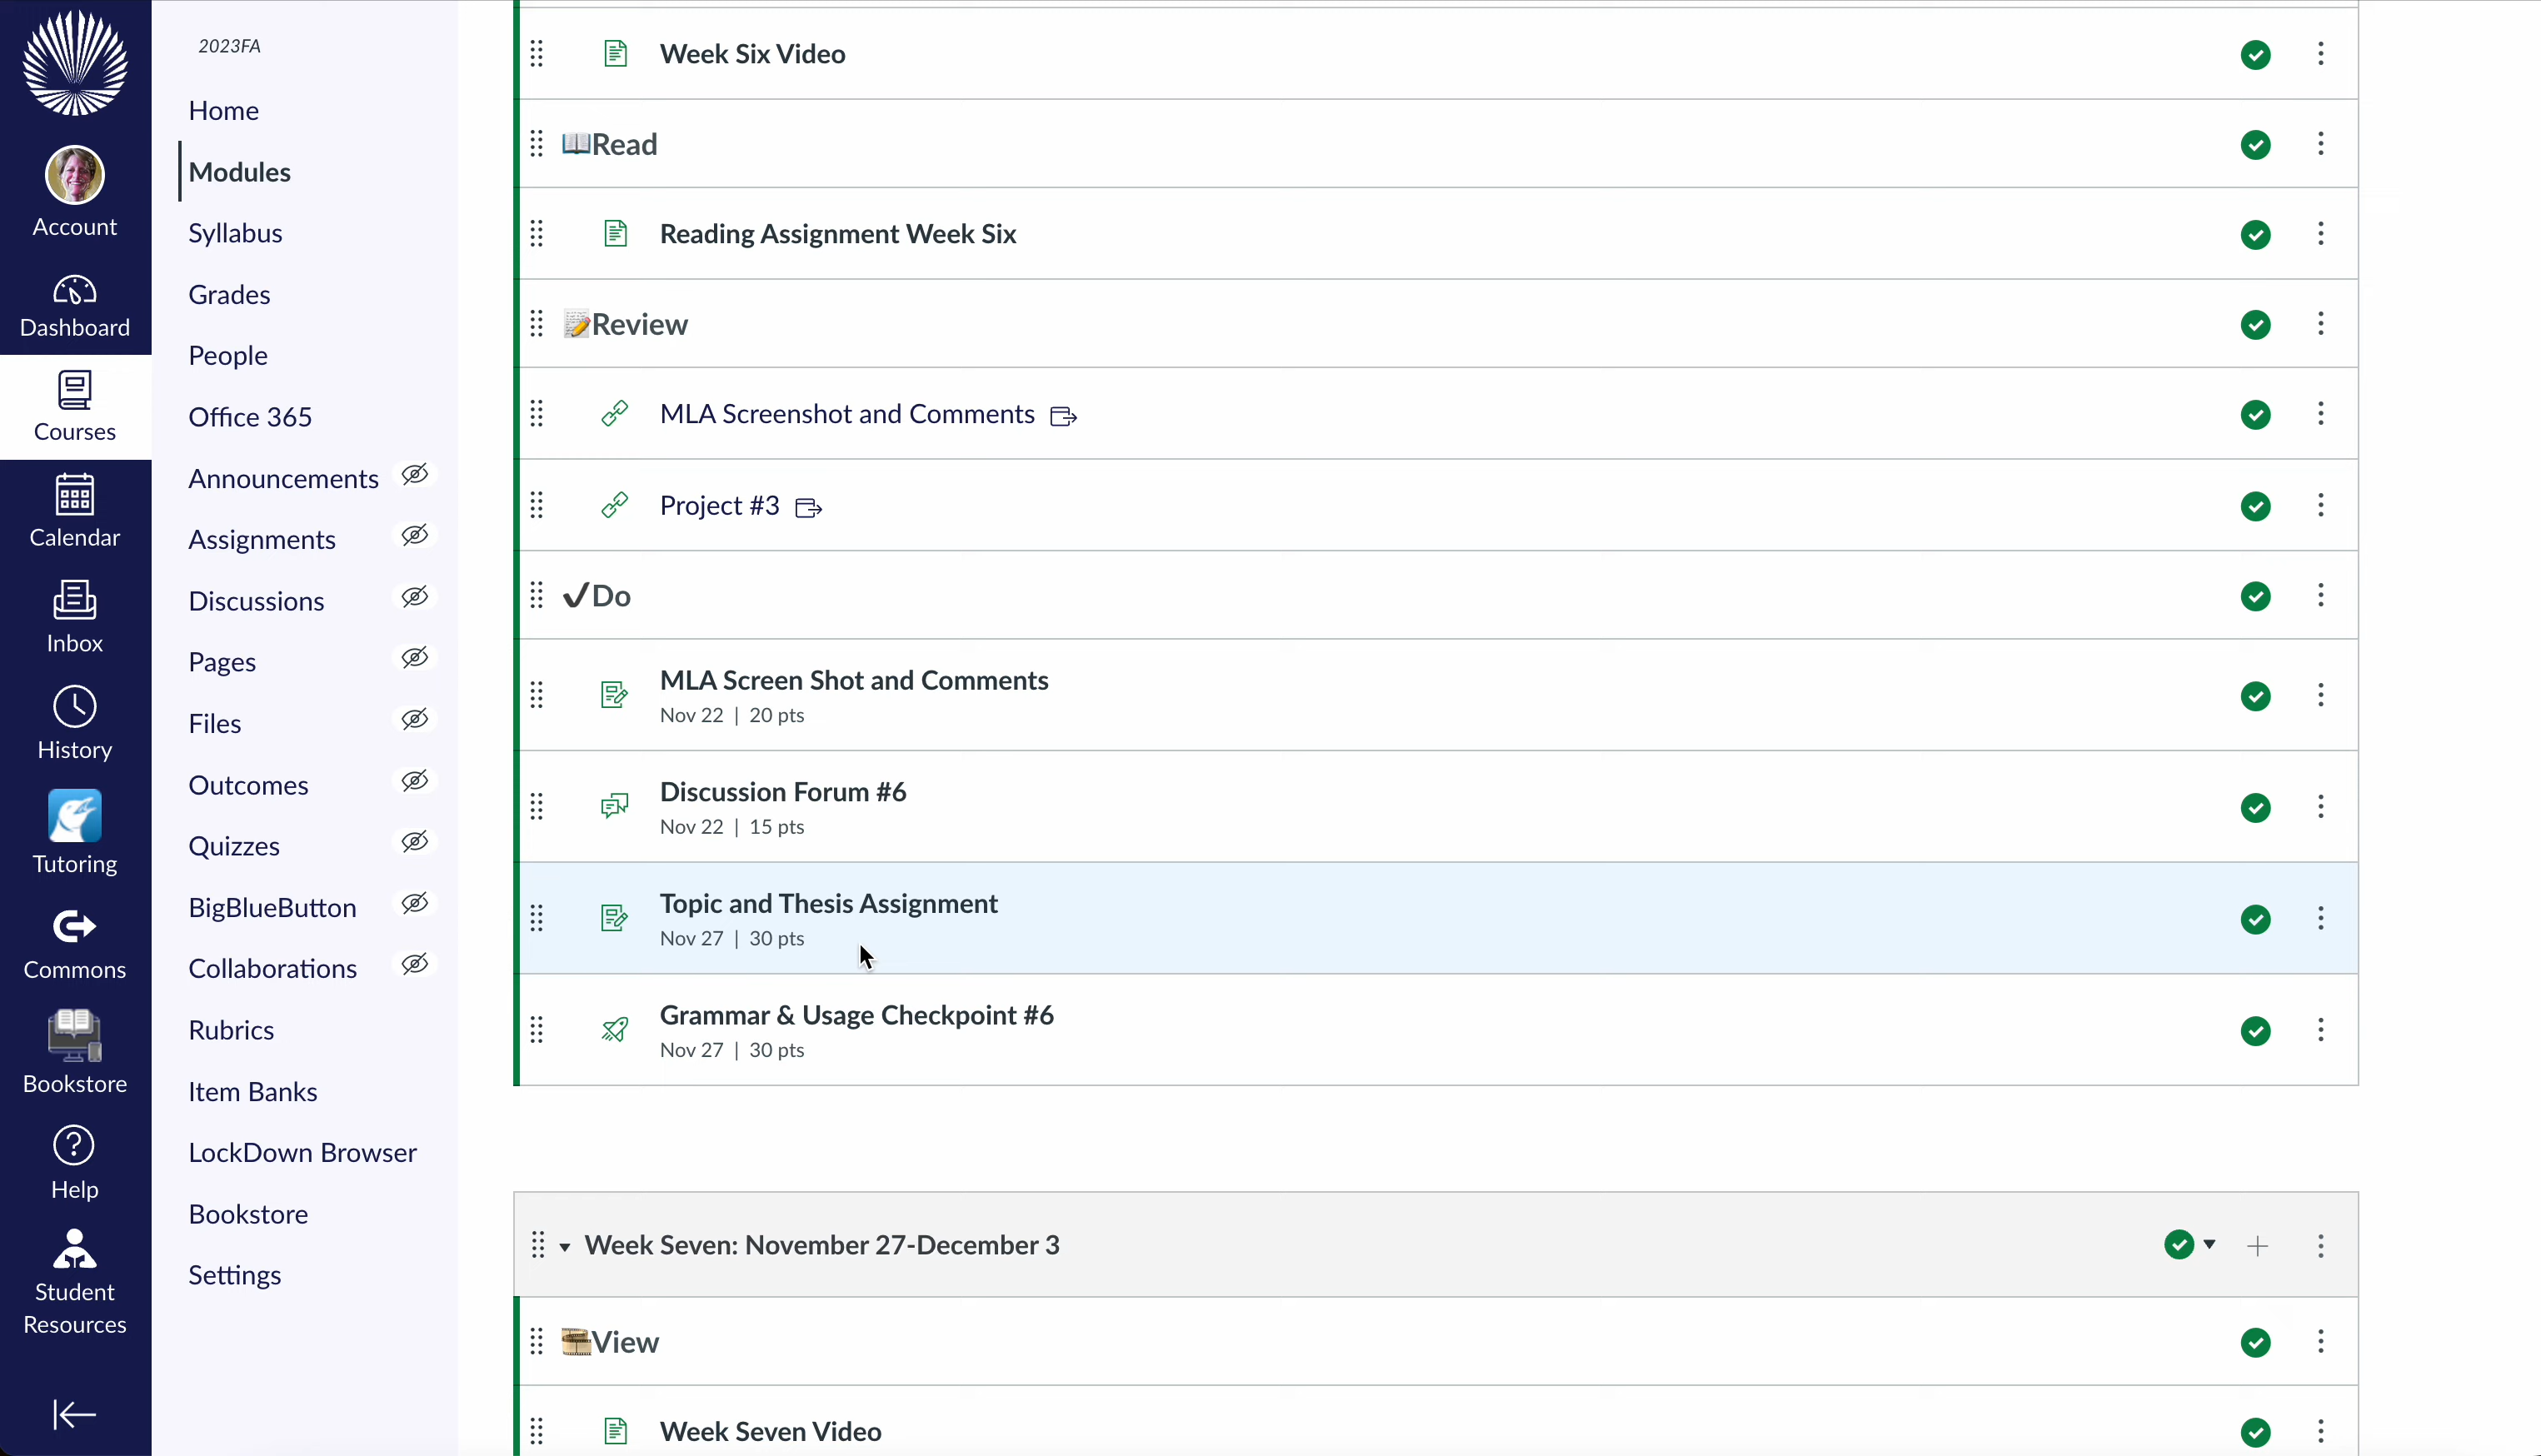 Account
Dashboard
Courses
Calendar
Inbox
History
Tutoring
Commons
Bookstore
Help
Student
Resources
2023FA
Home
Modules
Syllabus
Grades
People
Office 365
Announcements
Assignments
Discussions
Pages
Files
Outcomes
Quizzes
BigBlueButton
Collaborations
Rubrics
Item Banks
LockDown Browser
Bookstore
Settings
Week Six Video
Read
Reading Assignment Week Six
Review
MLA Screenshot and Comments
Project #3
Do
MLA Screen Shot and Comments
Nov 22 | 20 pts
Discussion Forum #6
Nov 22 | 15 pts
Topic and Thesis Assignment
Nov 27 | 30 pts
Grammar & Usage Checkpoint #6
Nov 27 | 30 pts
Week Seven: November 27-December 3
View
Week Seven Video